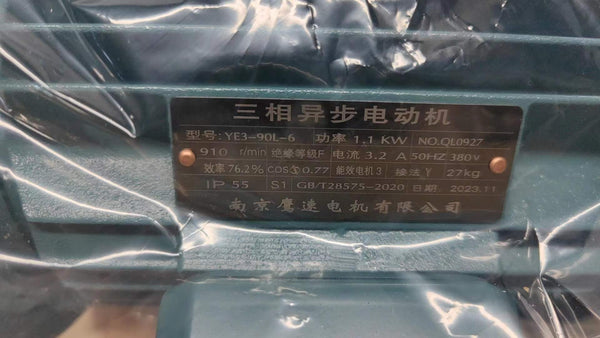 三相异步电动机
型号: YE3-90L-6 功率 1.1 KW NO.QL0927
910 r/min 绝缘等级F 电流 3.2 A 50HZ 380V
效率 76.2% COS 0.77 能效电机 3 接法 Y 27kg
IP 55 S1 GB/T28575-2020 日期 2023.11
南京鹰速电机有限公司